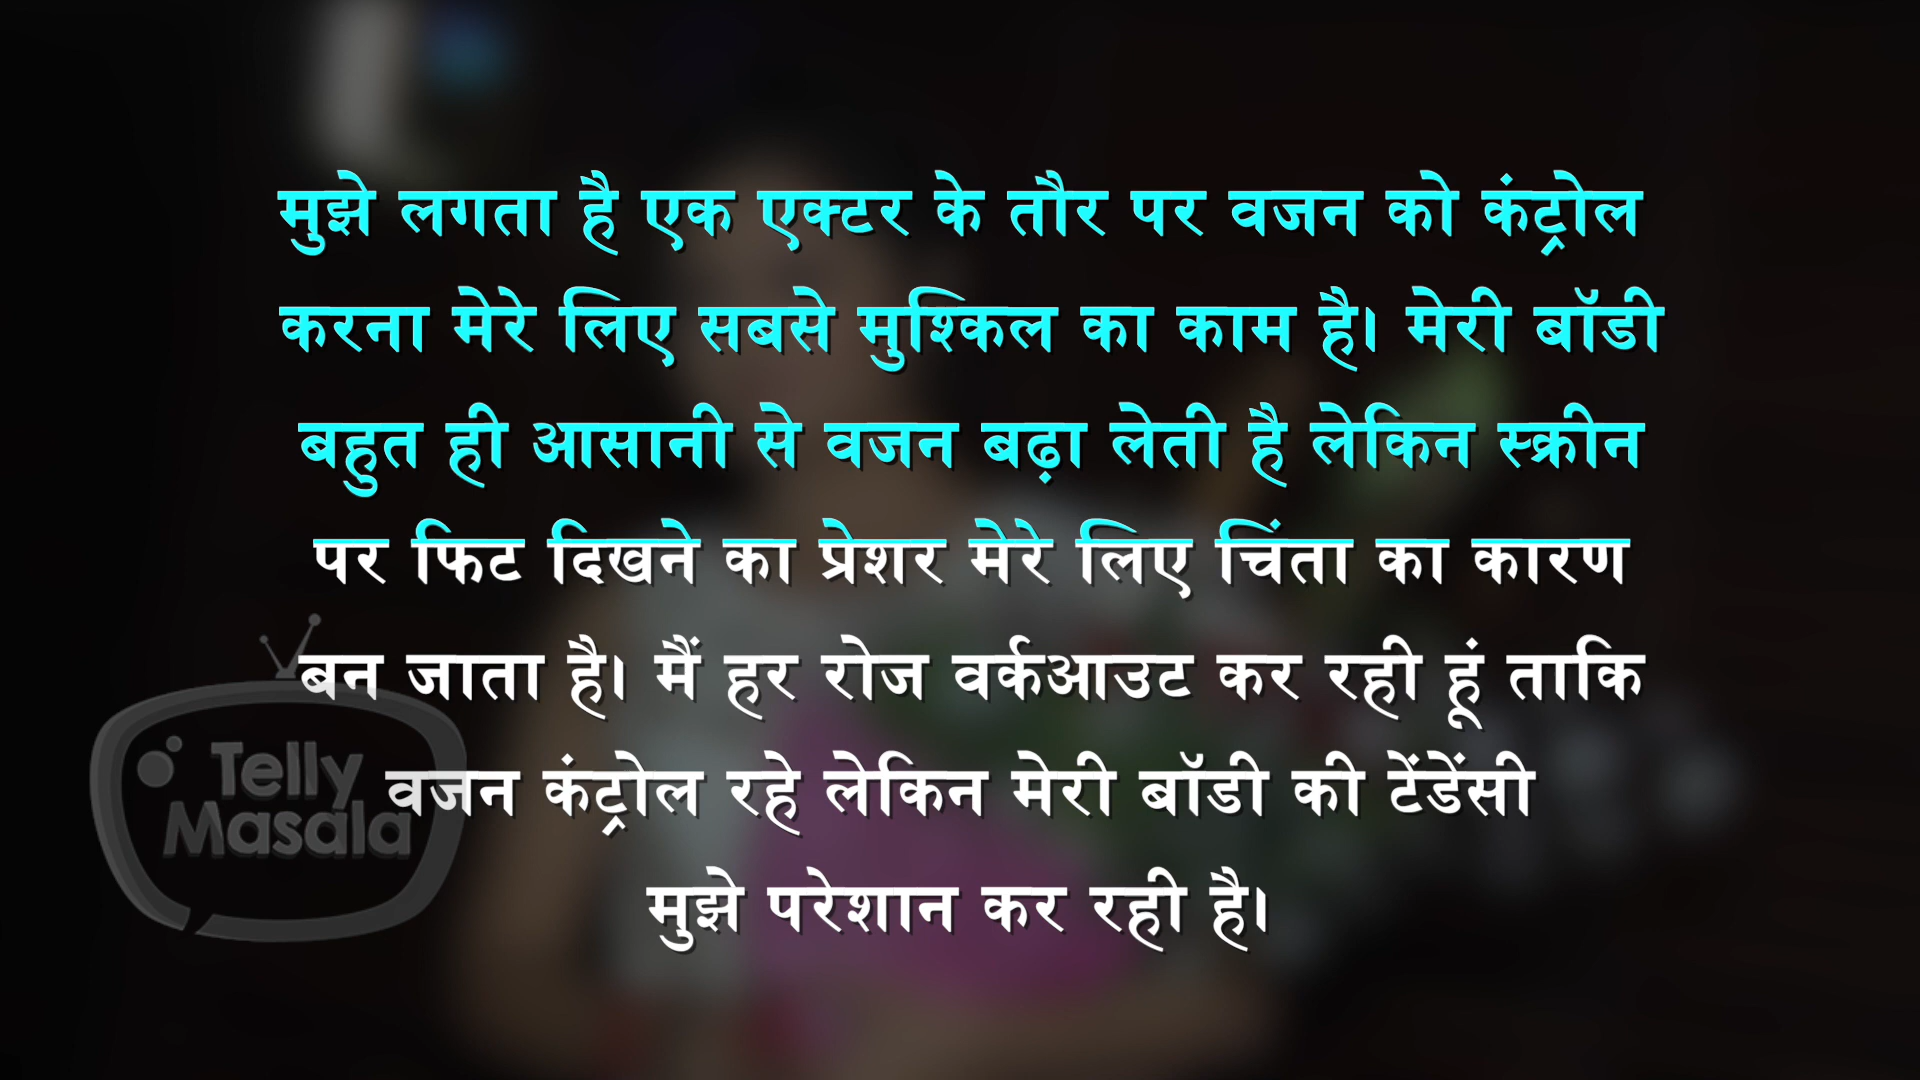 मुझे लगता है एक एक्टर के तौर पर वजन को कंट्रोल
करना मेरे लिए सबसे मुश्किल का काम है। मेरी बॉडी
बहुत ही आसानी से वजन बढ़ा लेती है लेकिन स्क्रीन
पर फिट दिखने का प्रेशर मेरे लिए चिंता का कारण
बन जाता है। मैं हर रोज वर्कआउट कर रही हूं ताकि
वजन कंट्रोल रहे लेकिन मेरी बॉडी की टेंडेंसी
मुझे परेशान कर रही है।
Telly
Masala